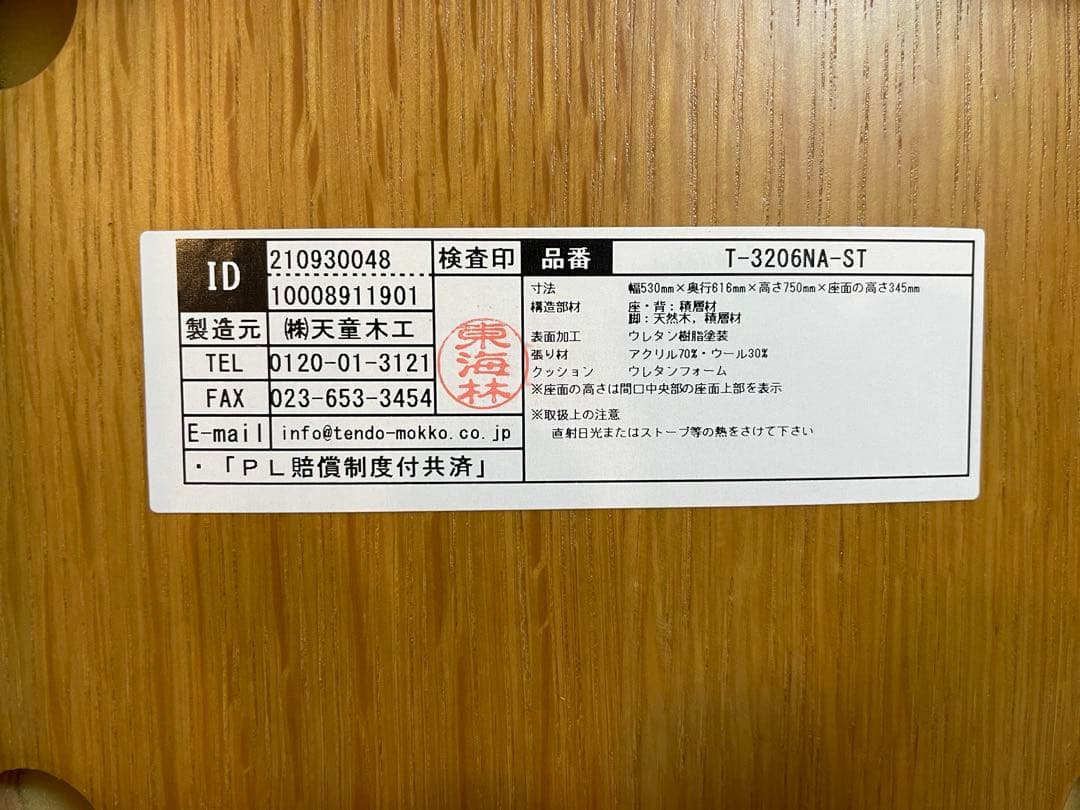 ID
210930048
10008911901
検査印
製造元
㈱天童木工
TEL
0120-01-3121
FAX
023-653-3454
E-mail
info@tendo-mokko.co.jp
・「PL賠償制度付共済」
東海林
品番
T-3206NA-ST
寸法 幅530mm×奥行616mm×高さ750mm×座面の高さ345mm
構造部材 座・背:積層材
脚:天然木,積層材
表面加工 ウレタン樹脂塗装
張り材 アクリル70%・ウール30%
クッション ウレタンフォーム
※座面の高さは間口中央部の座面上部を表示
※取扱上の注意
直射日光またはストーブ等の熱をさけて下さい